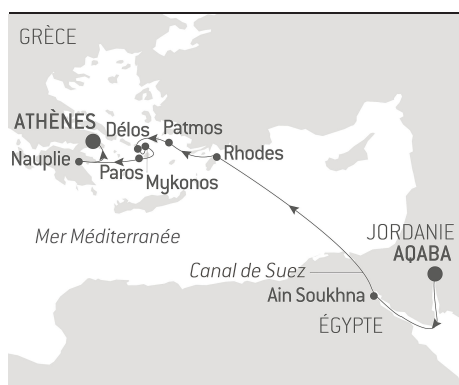 GRÈCE
ATHÈNES
Délos
Patmos
Nauplie
Rhodes
Paros
Mykonos
Mer Méditerranée
JORDANIE
AQABA
Canal de Suez
Ain Soukhna
ÉGYPTE